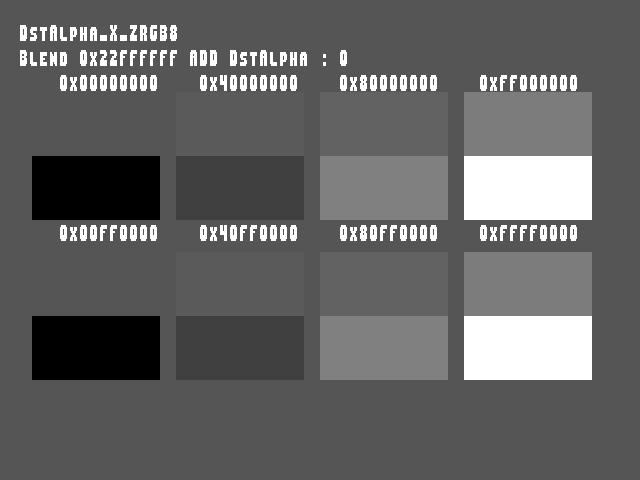 DstAlpha_X_ZRGB8
Blend 0x22ffffff ADD DstAlpha : 0
0x00000000 0x40000000 0x80000000 0xff000000
0x00ff0000 0x40ff0000 0x80ff0000 0xffff0000